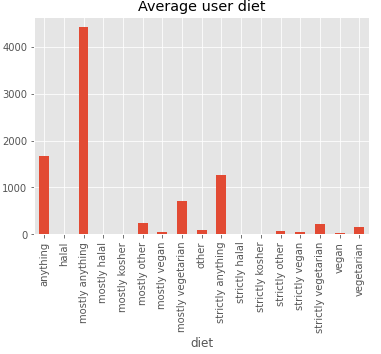 Average user diet
4000
3000
2000
1000
0
anything
halal
mostly anything
mostly halal
mostly kosher
mostly other
mostly vegan
mostly vegetarian
other
strictly anything
strictly halal
strictly kosher
strictly other
strictly vegan
strictly vegetarian
vegan
vegetarian
diet